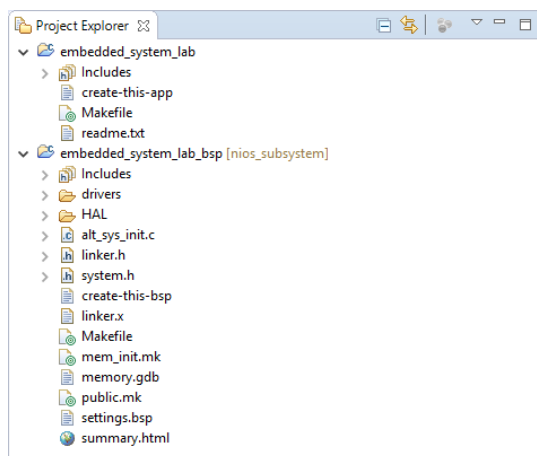 Project Explorer
embedded_system_lab
Includes
create-this-app
Makefile
readme.txt
embedded_system_lab_bsp [nios_subsystem]
Includes
drivers
HAL
alt_sys_init.c
linker.h
system.h
create-this-bsp
linker.x
Makefile
mem_init.mk
memory.gdb
public.mk
settings.bsp
summary.html